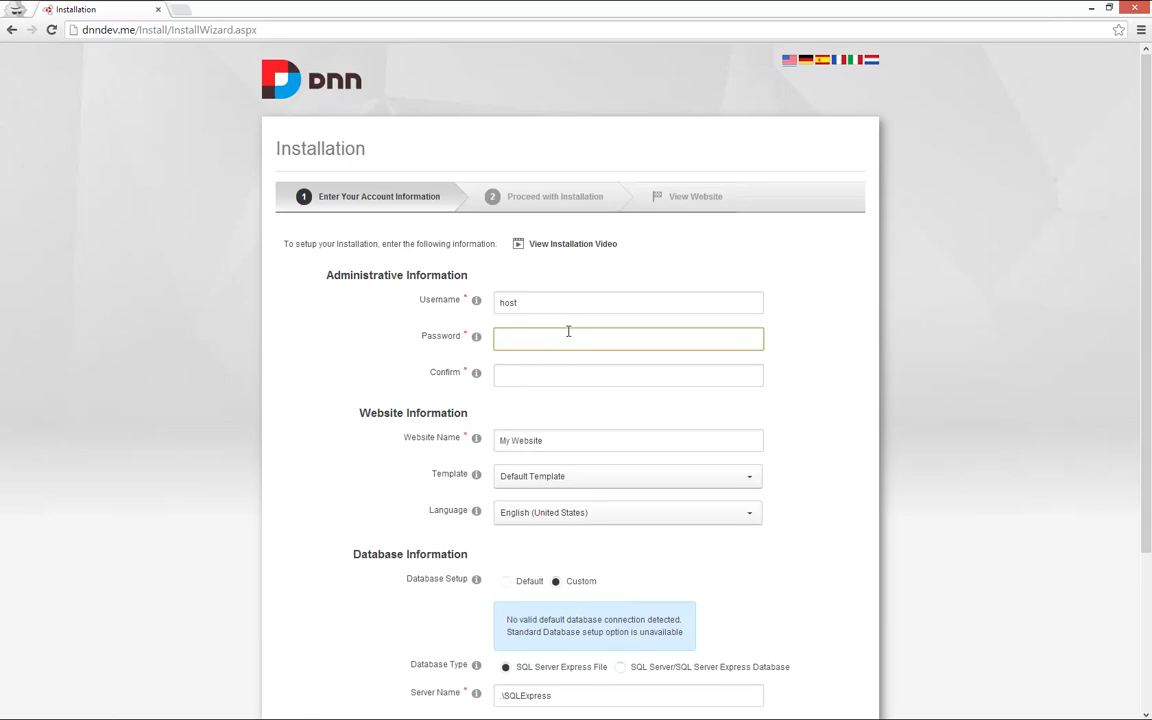 Installation
dnndev.me/Install/InstallWizard.aspx
DNN
Installation
1 Enter Your Account Information 2 Proceed with Installation View Website
To setup your Installation, enter the following information. View Installation Video
Administrative Information
Username * host
Password *
Confirm *
Website Information
Website Name * My Website
Template Default Template
Language English (United States)
Database Information
Database Setup Default Custom
No valid default database connection detected.
Standard Database setup option is unavailable
Database Type SQL Server Express File SQL Server/SQL Server Express Database
Server Name * .\SQLExpress